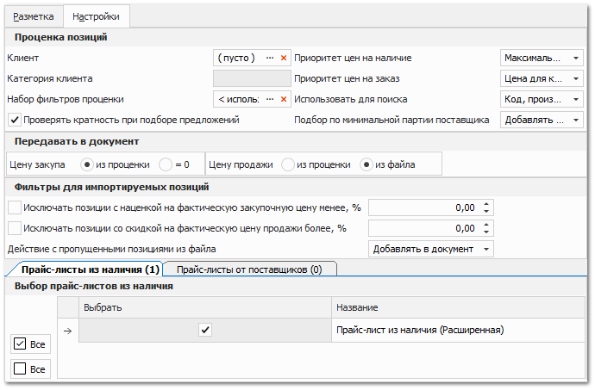 Разметка Настройки
Проценка позиций
Клиент ( пусто ) ... × Приоритет цен на наличие Максималь...
Категория клиента Приоритет цен на заказ Цена для к...
Набор фильтров проценки < исполь: ... × Использовать для поиска Код, произ...
Проверять кратность при подборе предложений Подбор по минимальной партии поставщика Добавлять ...
Передавать в документ
Цену закупа из проценки = 0 Цену продажи из проценки из файла
Фильтры для импортируемых позиций
Исключать позиции с наценкой на фактическую закупочную цену менее, % 0,00
Исключать позиции со скидкой на фактическую цену продажи более, % 0,00
Действие с пропущенными позициями из файла Добавлять в документ
Прайс-листы из наличия (1) Прайс-листы от поставщиков (0)
Выбор прайс-листов из наличия
Выбрать Название
Прайс-лист из наличия (Расширенная)
Все
Все